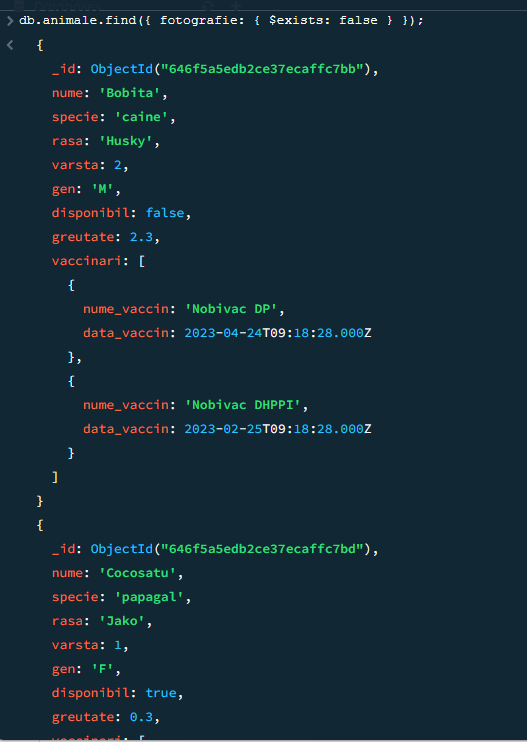 > db.animale.find({ fotografie: { $exists: false } });
< {
_id: ObjectId("646f5a5edb2ce37ecaffc7bb"),
nume: 'Bobita',
specie: 'caine',
rasa: 'Husky',
varsta: 2,
gen: 'M',
disponibil: false,
greutate: 2.3,
vaccinari: [
{
nume_vaccin: 'Nobivac DP',
data_vaccin: 2023-04-24T09:18:28.000Z
},
{
nume_vaccin: 'Nobivac DHPPI',
data_vaccin: 2023-02-25T09:18:28.000Z
}
]
}
{
_id: ObjectId("646f5a5edb2ce37ecaffc7bd"),
nume: 'Cocosatu',
specie: 'papagal',
rasa: 'Jako',
varsta: 1,
gen: 'F',
disponibil: true,
greutate: 0.3,
vaccinari: [